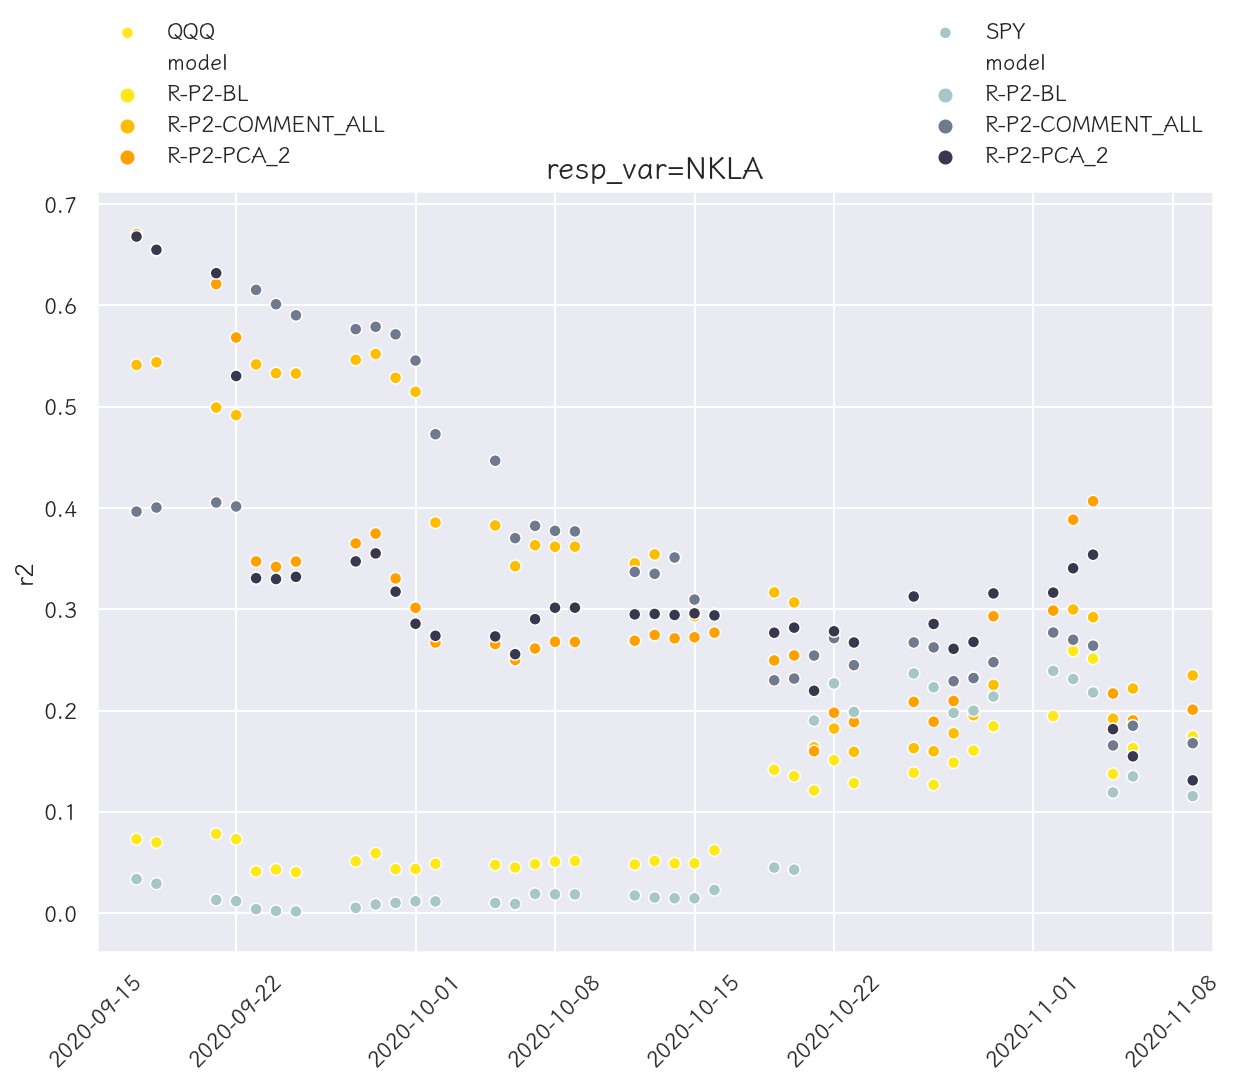 QQQ
model
R-P2-BL
R-P2-COMMENT_ALL
R-P2-PCA_2
SPY
model
R-P2-BL
R-P2-COMMENT_ALL
R-P2-PCA_2
resp_var=NKLA
0.7
0.6
0.5
0.4
0.3
0.2
0.1
0.0
r2
2020-09-15
2020-09-22
2020-10-01
2020-10-08
2020-10-15
2020-10-22
2020-11-01
2020-11-08